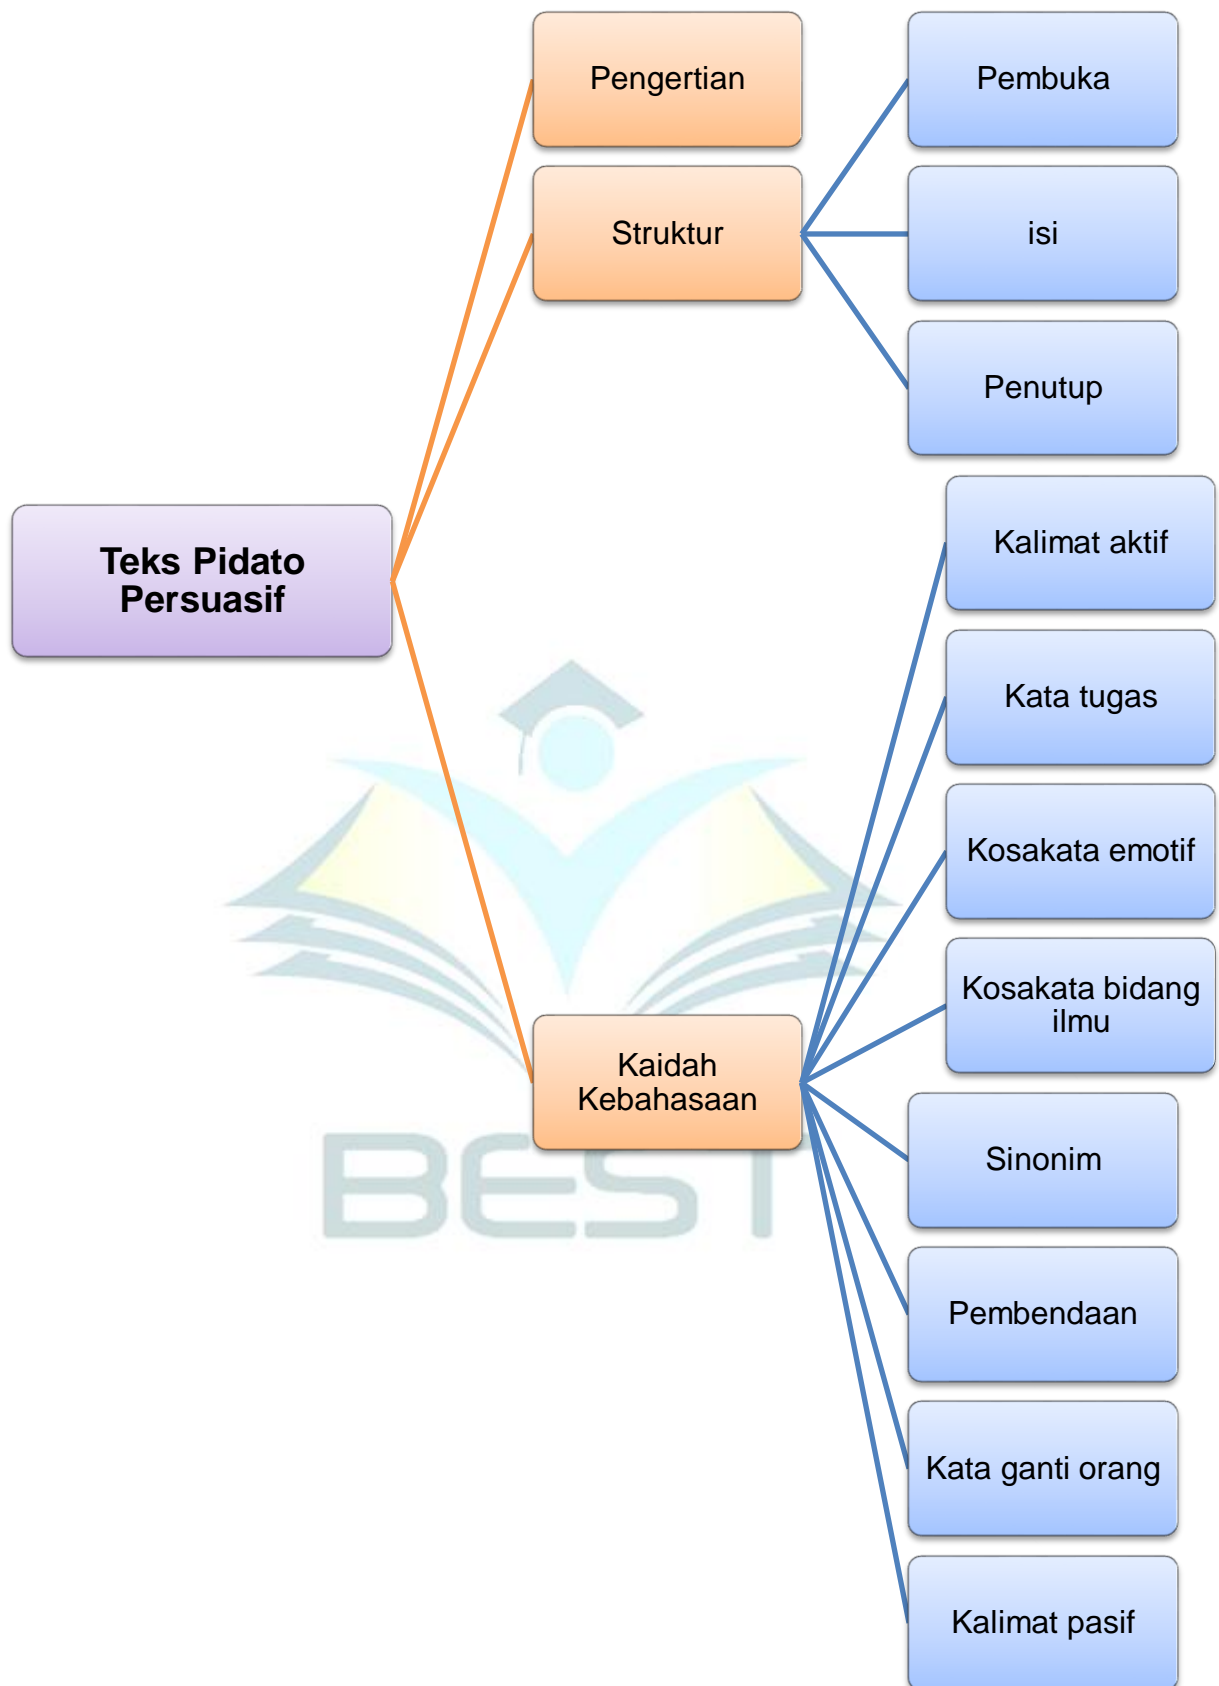 Teks Pidato
Persuasif
Pengertian
Struktur
Pembuka
isi
Penutup
Kaidah
Kebahasaan
Kalimat aktif
Kata tugas
Kosakata emotif
Kosakata bidang
ilmu
Sinonim
Pembendaan
Kata ganti orang
Kalimat pasif
BEST